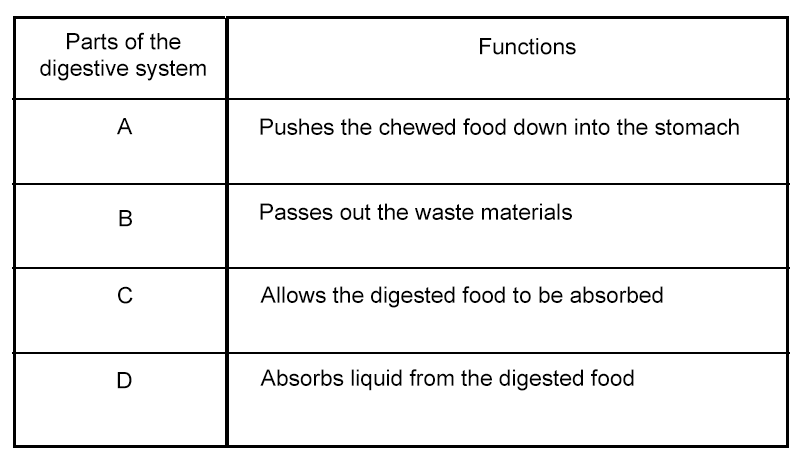 Parts of the
digestive system
Functions
A
Pushes the chewed food down into the stomach
B
Passes out the waste materials
C
Allows the digested food to be absorbed
D
Absorbs liquid from the digested food